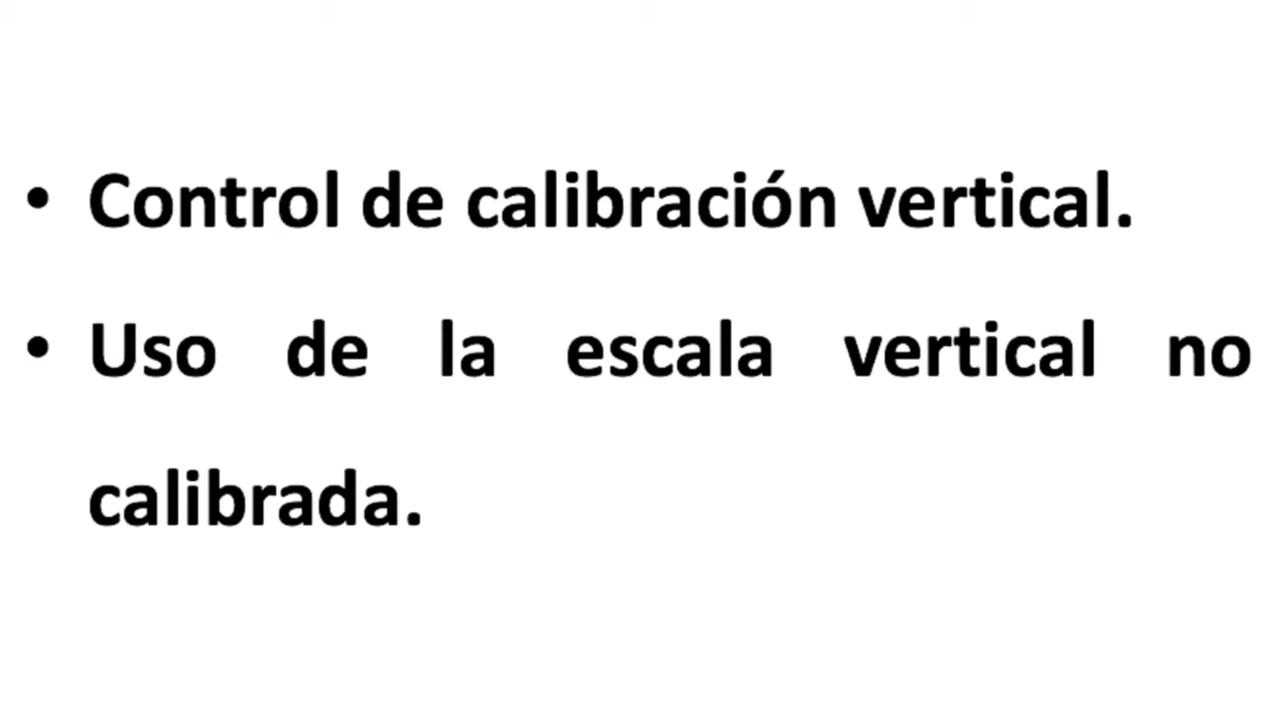 • Control de calibración vertical.
• Uso de la escala vertical no
calibrada.